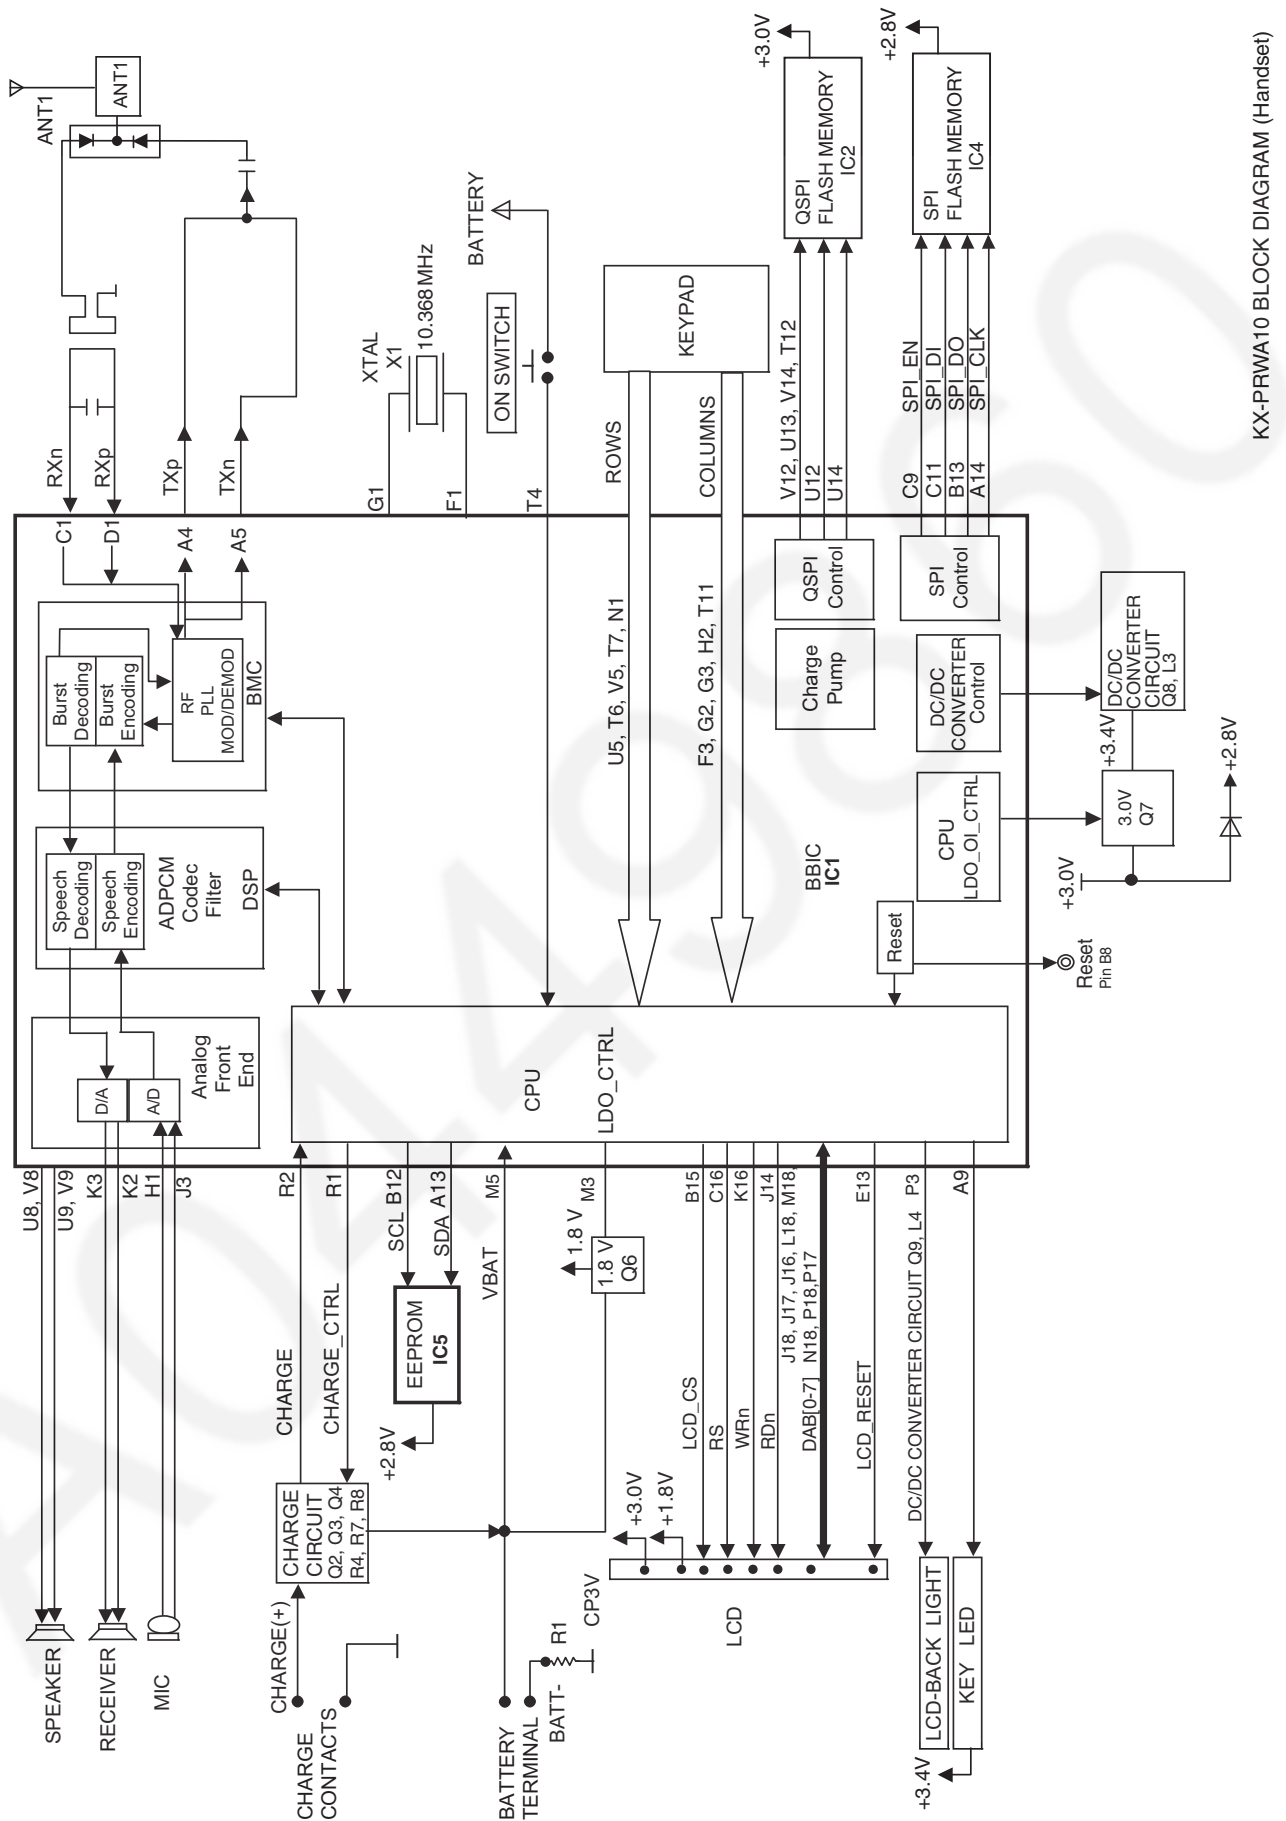 SPEAKER
RECEIVER
MIC
U8, V8
U9, V9
K3
K2
H1
J3
D/A
A/D
Analog
Front
End
Speech
Decoding
Speech
Encoding
ADPCM
Codec
Filter
DSP
Burst
Decoding
Burst
Encoding
RF
PLL
MOD/DEMOD
BMC
C1
D1
A4
A5
RXn
RXp
TXp
TXn
ANT1
ANT1
CHARGE
CONTACTS
CHARGE(+)
CHARGE
CIRCUIT
Q2, Q3, Q4
R4, R7, R8
CHARGE
CHARGE_CTRL
R2
R1
+2.8V
EEPROM
IC5
SCL B12
SDA A13
VBAT
M5
BATTERY
TERMINAL
BATT-
R1
CP3V
1.8 V
1.8 V
Q6
M3
CPU
LDO_CTRL
G1
F1
XTAL
X1
10.368MHz
T4
ON SWITCH
BATTERY
U5, T6, V5, T7, N1
ROWS
F3, G2, G3, H2, T11
COLUMNS
KEYPAD
LCD
+3.0V
+1.8V
LCD_CS
RS
WRn
RDn
DAB[0-7]
LCD_RESET
B15
C16
K16
J14
J18, J17, J16, L18, M18,
N18, P18,P17
E13
DC/DC CONVERTER CIRCUIT Q9, L4
P3
A9
+3.4V
LCD-BACK LIGHT
KEY LED
BBIC
IC1
Reset
Reset
Pin B8
CPU
LDO_OI_CTRL
DC/DC
CONVERTER
Control
Charge
Pump
QSPI
Control
SPI
Control
V12, U13, V14, T12
U12
U14
QSPI
FLASH MEMORY
IC2
+3.0V
C9
C11
B13
A14
SPI_EN
SPI_DI
SPI_DO
SPI_CLK
SPI
FLASH MEMORY
IC4
+2.8V
+3.0V
3.0V
Q7
+3.4V
DC/DC
CONVERTER
CIRCUIT
Q8, L3
+2.8V
KX-PRWA10 BLOCK DIAGRAM (Handset)
A0449860